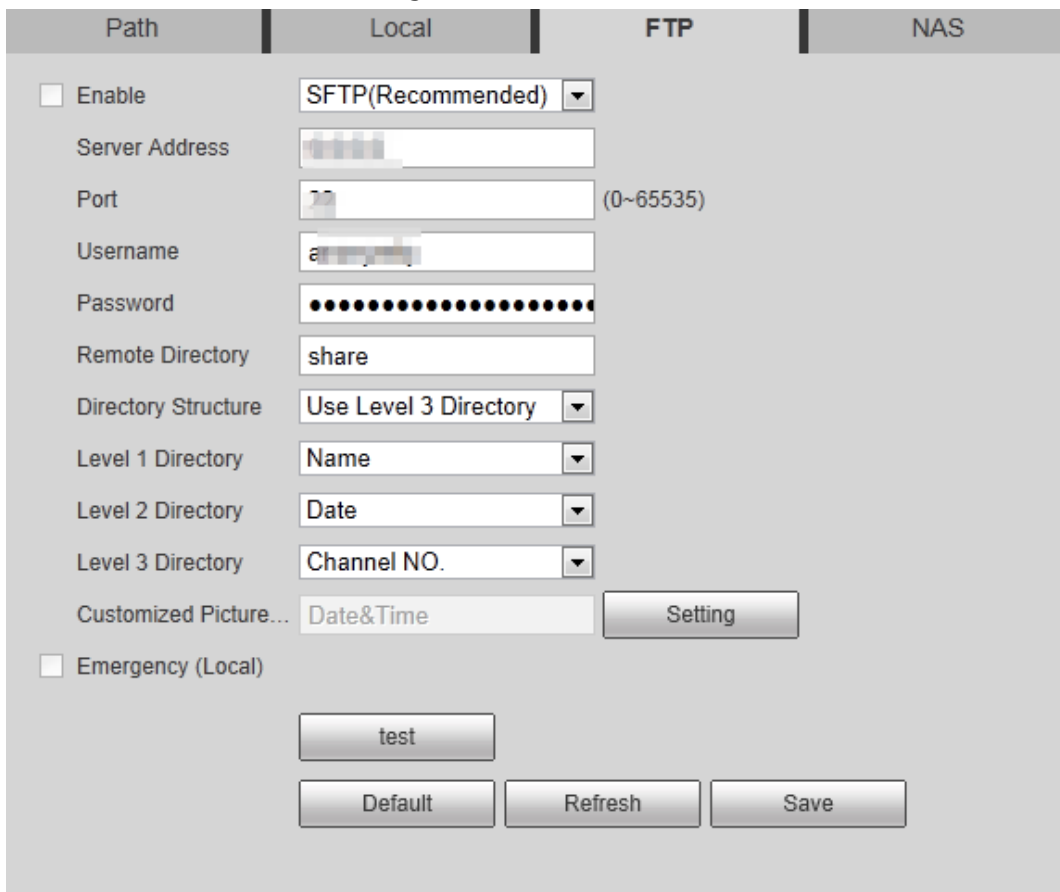 Path Local FTP NAS
Enable SFTP(Recommended)
Server Address
Port (0~65535)
Username
Password ••••••••••••••••••••
Remote Directory share
Directory Structure Use Level 3 Directory
Level 1 Directory Name
Level 2 Directory Date
Level 3 Directory Channel NO.
Customized Picture... Date&Time Setting
Emergency (Local)
test
Default Refresh Save